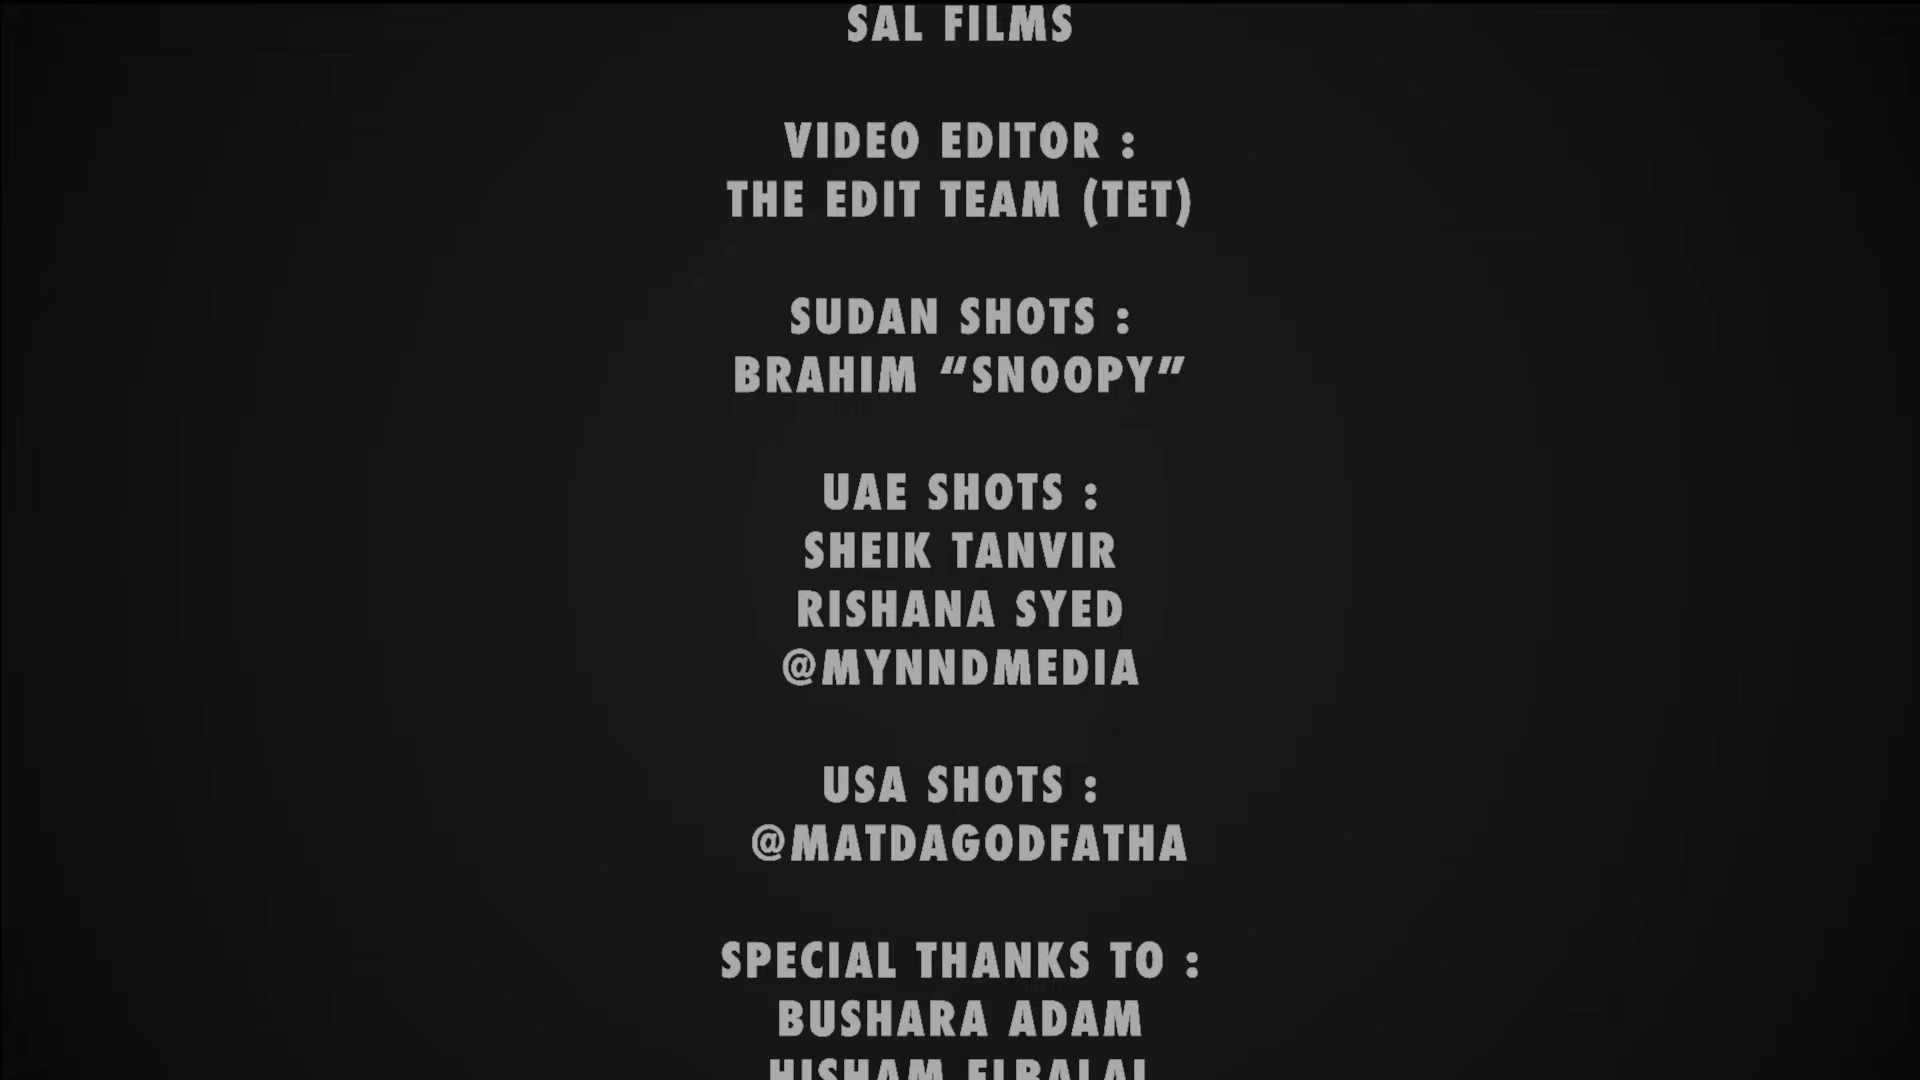 SAL FILMS
VIDEO EDITOR :
THE EDIT TEAM (TET)
SUDAN SHOTS :
BRAHIM “SNOOPY”
UAE SHOTS :
SHEIK TANVIR
RISHANA SYED
@MYNNDMEDIA
USA SHOTS :
@MATDAGODFATHA
SPECIAL THANKS TO :
BUSHARA ADAM
HISHAM